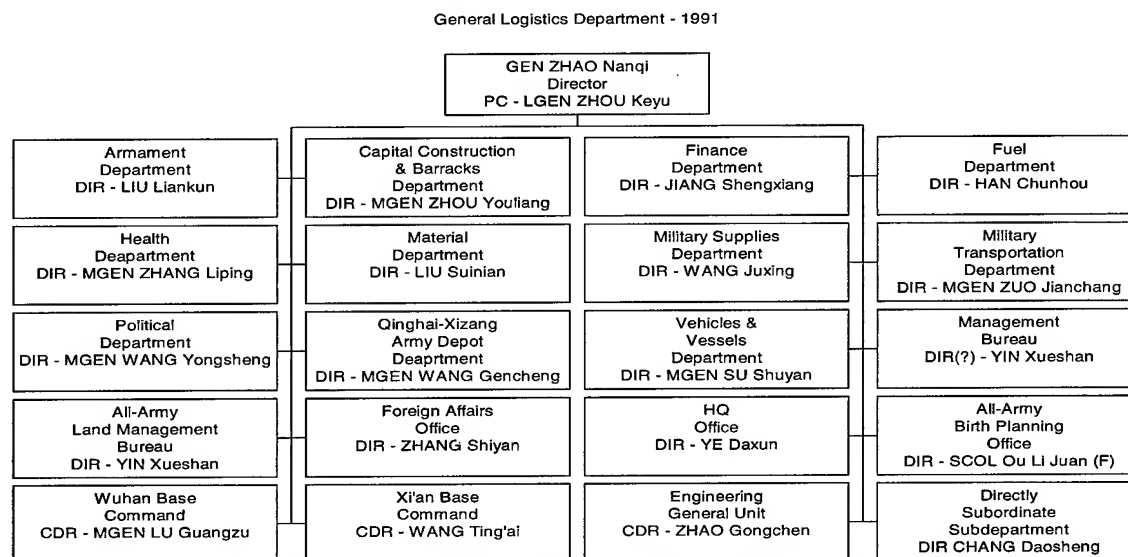 General Logistics Department - 1991
GEN ZHAO Nanqi
Director
PC - LGEN ZHOU Keyu
Armament
Department
DIR - LIU Liankun
Capital Construction
& Barracks
Department
DIR - MGEN ZHOU Youliang
Finance
Department
DIR - JIANG Shengxiang
Fuel
Department
DIR - HAN Chunhou
Health
Deapartment
DIR - MGEN ZHANG Liping
Material
Department
DIR - LIU Suinian
Military Supplies
Department
DIR - WANG Juxing
Military
Transportation
Department
DIR - MGEN ZUO Jianchang
Political
Department
DIR - MGEN WANG Yongsheng
Qinghai-Xizang
Army Depot
Deaprtment
DIR - MGEN WANG Gencheng
Vehicles &
Vessels
Department
DIR - MGEN SU Shuyan
Management
Bureau
DIR(?) - YIN Xueshan
All-Army
Land Management
Bureau
DIR - YIN Xueshan
Foreign Affairs
Office
DIR - ZHANG Shiyan
HQ
Office
DIR - YE Daxun
All-Army
Birth Planning
Office
DIR - SCOL Ou Li Juan (F)
Wuhan Base
Command
CDR - MGEN LU Guangzu
Xi'an Base
Command
CDR - WANG Ting'ai
Engineering
General Unit
CDR - ZHAO Gongchen
Directly
Subordinate
Subdepartment
DIR CHANG Daosheng